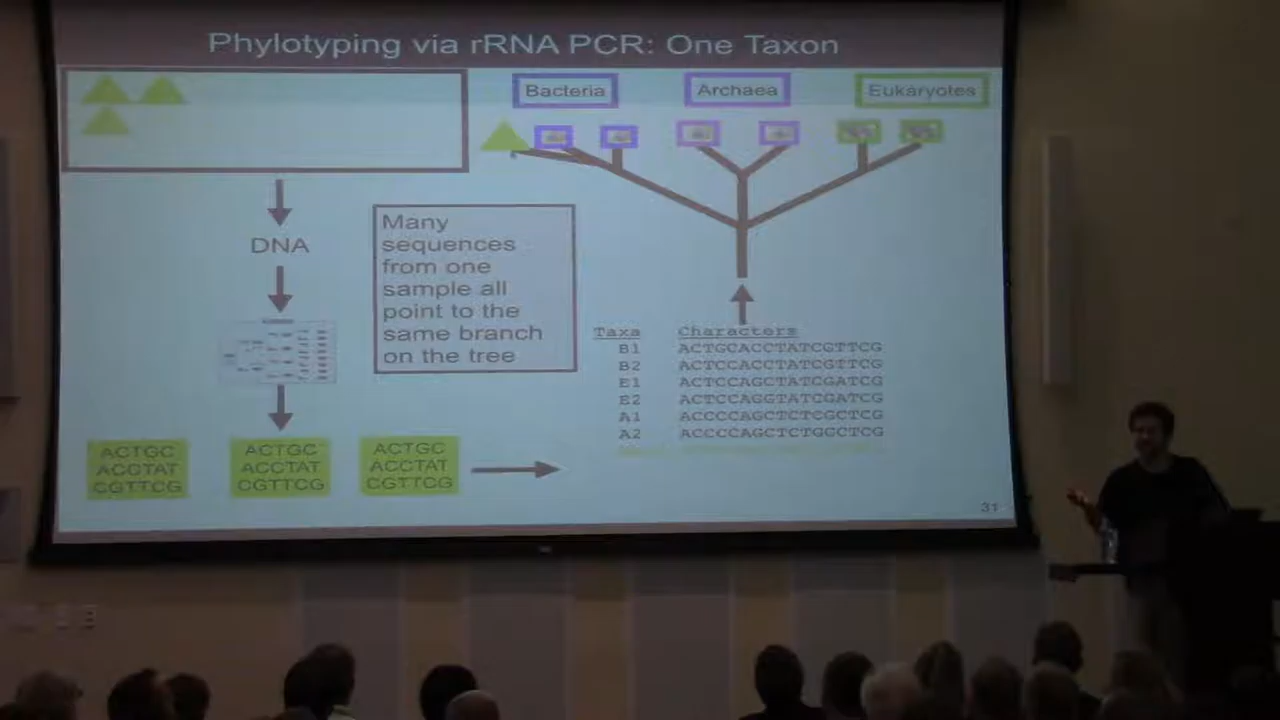 Phylotyping via rRNA PCR: One Taxon
Bacteria
Archaea
Eukaryotes
DNA
Many
sequences
from one
sample all
point to the
same branch
on the tree
Taxa Characters
B1 ACTGCACCTATCGTTCG
B2 ACTCCACCTATCGTTCG
E1 ACTCCAGCTATCGATCG
E2 ACTCCAGGTATCGATCG
A1 ACCCCAGCTCTCGCTCG
A2 ACCCCAGCTCTGGCTCG
ACTGC
ACCTAT
CGTTCG
ACTGC
ACCTAT
CGTTCG
ACTGC
ACCTAT
CGTTCG
31